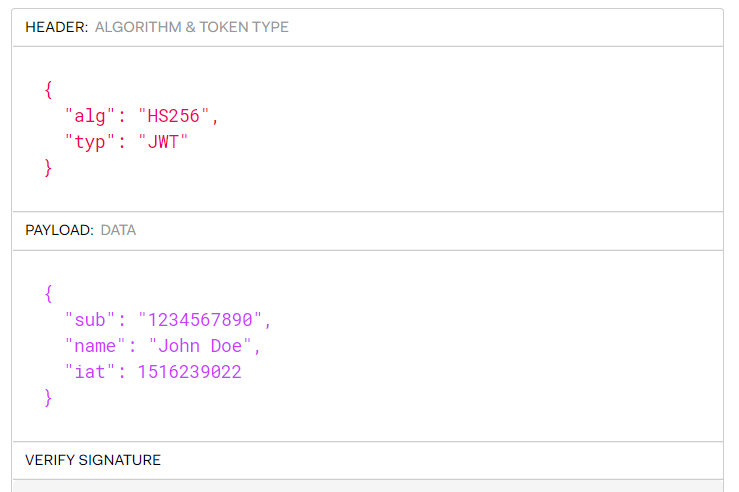 HEADER: ALGORITHM & TOKEN TYPE
{
"alg": "HS256",
"typ": "JWT"
}
PAYLOAD: DATA
{
"sub": "1234567890",
"name": "John Doe",
"iat": 1516239022
}
VERIFY SIGNATURE